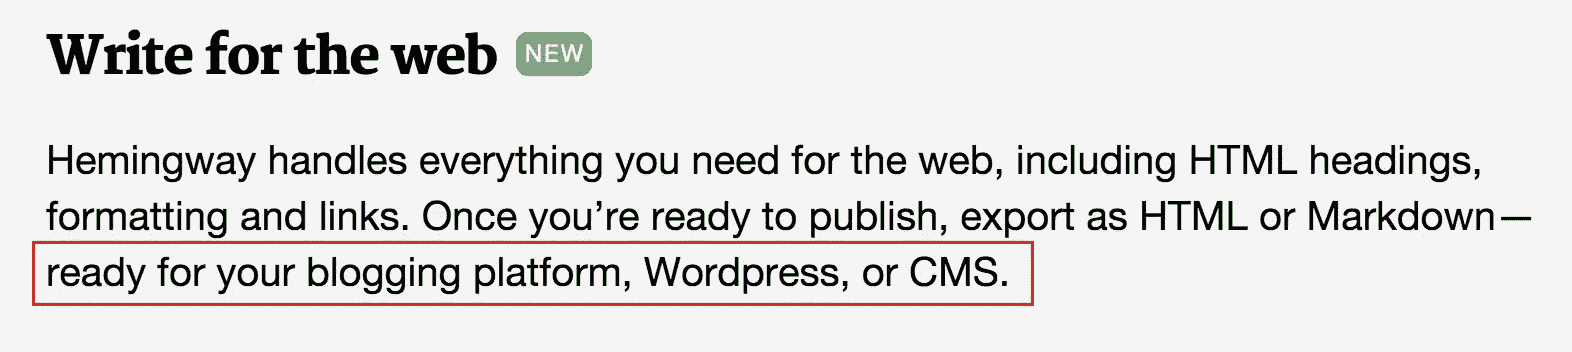 Write for the web NEW
Hemingway handles everything you need for the web, including HTML headings,
formatting and links. Once you’re ready to publish, export as HTML or Markdown—
ready for your blogging platform, Wordpress, or CMS.